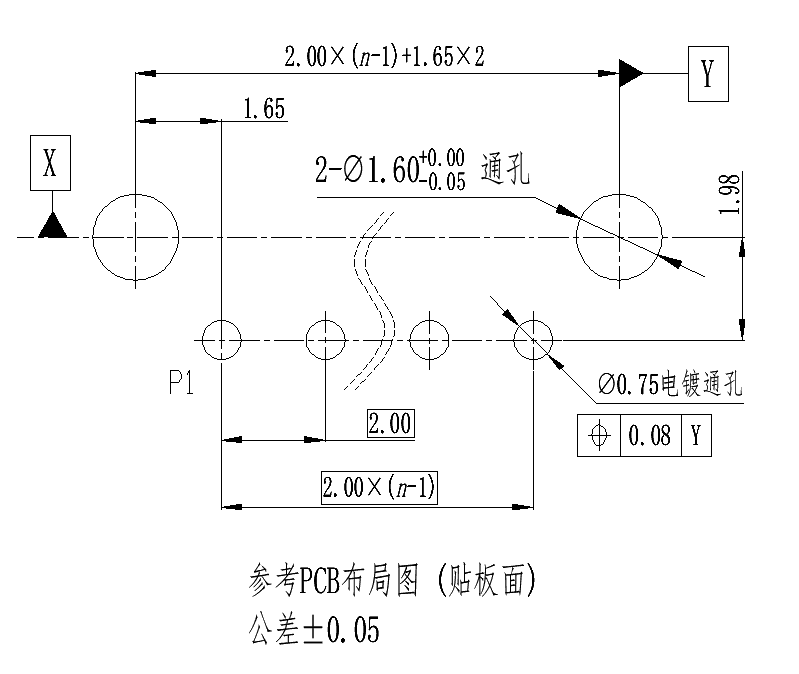 2.00×(n-1)+1.65×2
Y
1.65
X
2-∅1.60 +0.00 -0.05 通孔
1.98
P1
∅0.75电镀通孔
2.00
⌖ 0.08 Y
2.00×(n-1)
参考PCB布局图 (贴板面)
公差±0.05